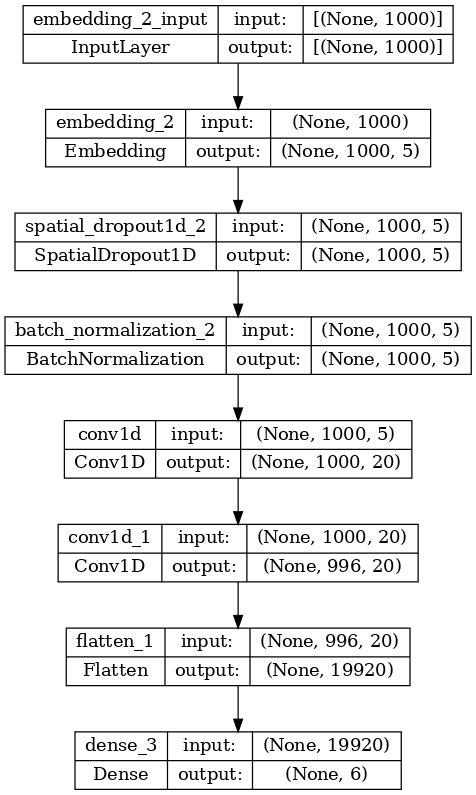 embedding_2_input input: [(None, 1000)]
InputLayer output: [(None, 1000)]
embedding_2 input: (None, 1000)
Embedding output: (None, 1000, 5)
spatial_dropout1d_2 input: (None, 1000, 5)
SpatialDropout1D output: (None, 1000, 5)
batch_normalization_2 input: (None, 1000, 5)
BatchNormalization output: (None, 1000, 5)
conv1d input: (None, 1000, 5)
Conv1D output: (None, 1000, 20)
conv1d_1 input: (None, 1000, 20)
Conv1D output: (None, 996, 20)
flatten_1 input: (None, 996, 20)
Flatten output: (None, 19920)
dense_3 input: (None, 19920)
Dense output: (None, 6)